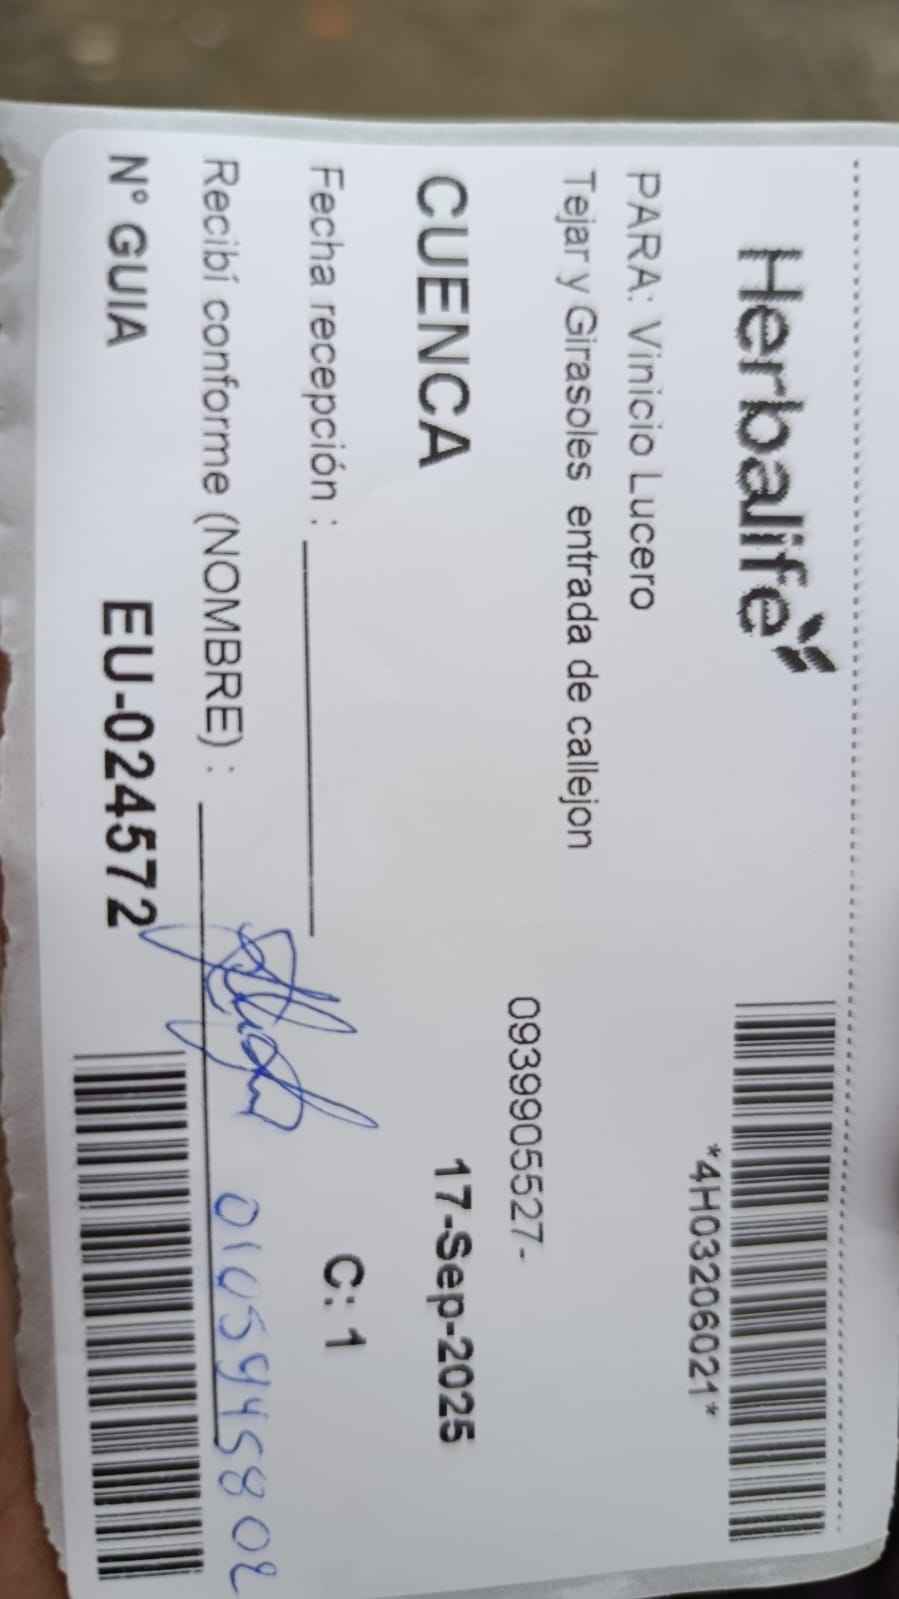 Herbalife
*4H03206021*
PARA: Vinicio Lucero
Tejar y Girasoles entrada de callejon
0939905527-
CUENCA 17-Sep-2025
Fecha recepción : C: 1
Recibí conforme (NOMBRE) :
Nº GUIA EU-024572